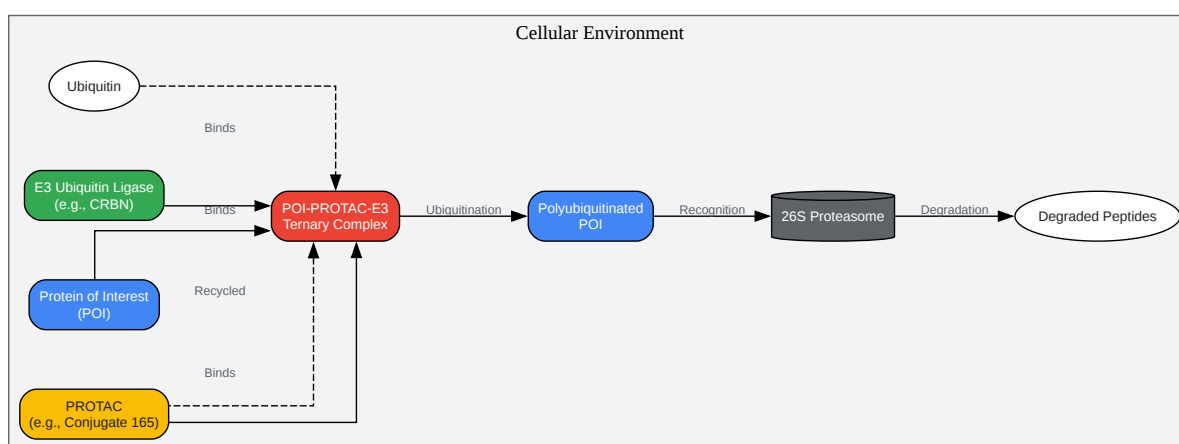 Cellular Environment
Ubiquitin
Binds
E3 Ubiquitin Ligase
(e.g., CRBN)
Binds
POI-PROTAC-E3
Ternary Complex
Ubiquitination
Polyubiquitinated
POI
Recognition
26S Proteasome
Degradation
Degraded Peptides
Protein of Interest
(POI)
Recycled
Binds
PROTAC
(e.g., Conjugate 165)